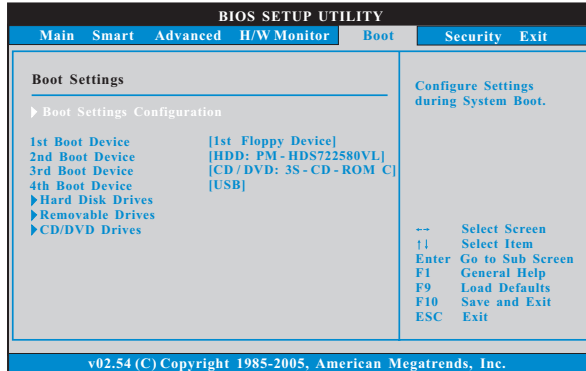 BIOS SETUP UTILITY
Main Smart Advanced H/W Monitor Boot Security Exit
Boot Settings
Boot Settings Configuration
1st Boot Device [1st Floppy Device]
2nd Boot Device [HDD: PM - HDS722580VL]
3rd Boot Device [CD / DVD: 3S - CD - ROM C]
4th Boot Device [USB]
Hard Disk Drives
Removable Drives
CD/DVD Drives
Configure Settings
during System Boot.
←→ Select Screen
↑↓ Select Item
Enter Go to Sub Screen
F1 General Help
F9 Load Defaults
F10 Save and Exit
ESC Exit
v02.54 (C) Copyright 1985-2005, American Megatrends, Inc.